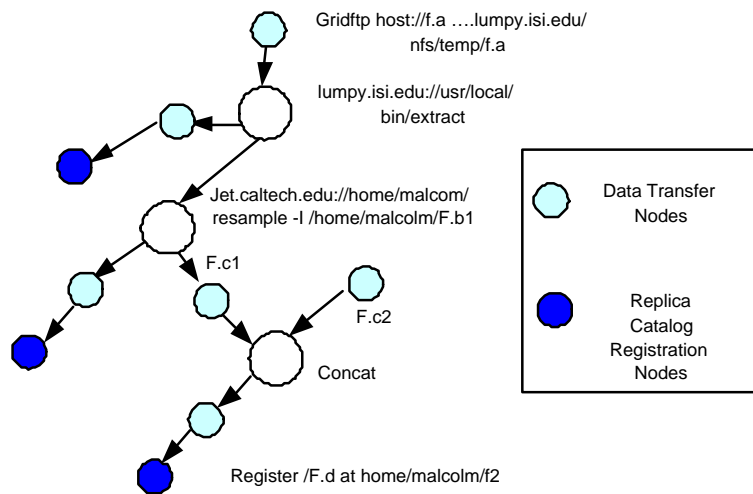 Gridftp host://f.a ….lumpy.isi.edu/
nfs/temp/f.a
lumpy.isi.edu://usr/local/
bin/extract
Jet.caltech.edu://home/malcom/
resample -I /home/malcolm/F.b1
F.c1
F.c2
Concat
Register /F.d at home/malcolm/f2
Data Transfer
Nodes
Replica
Catalog
Registration
Nodes